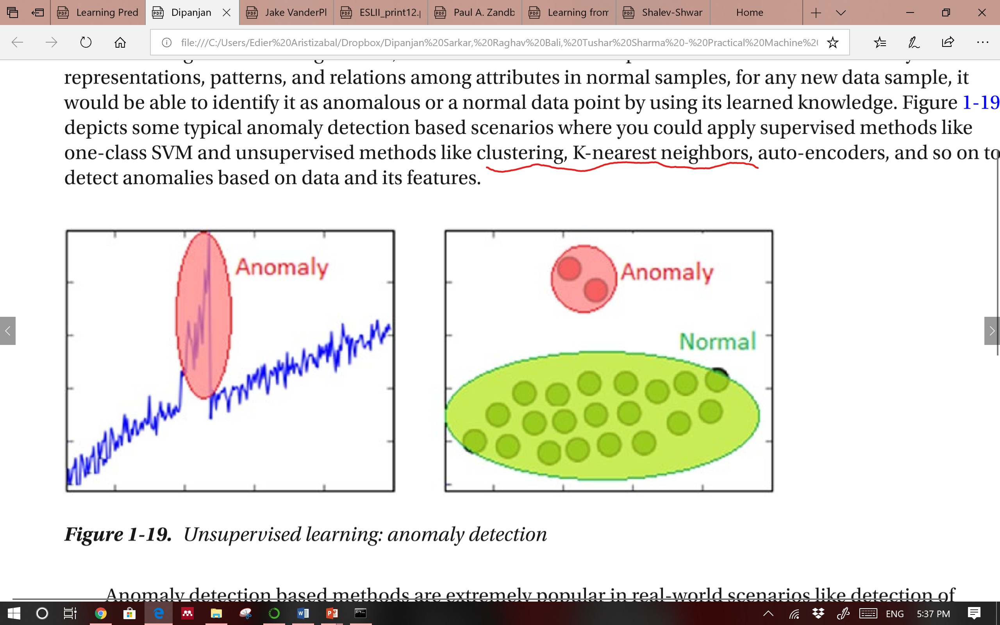 Learning Pred
Dipanjan
Jake VanderPl
ESLII_print12.p
Paul A. Zandb
Learning from
Shalev-Shwar
Home
file:///C:/Users/Edier%20Aristizabal/Dropbox/Dipanjan%20Sarkar,%20Raghav%20Bali,%20Tushar%20Sharma%20-%20Practical%20Machine%20
representations, patterns, and relations among attributes in normal samples, for any new data sample, it
would be able to identify it as anomalous or a normal data point by using its learned knowledge. Figure 1-19
depicts some typical anomaly detection based scenarios where you could apply supervised methods like
one-class SVM and unsupervised methods like clustering, K-nearest neighbors, auto-encoders, and so on to
detect anomalies based on data and its features.
Anomaly
Anomaly
Normal
Figure 1-19. Unsupervised learning: anomaly detection
Anomaly detection based methods are extremely popular in real-world scenarios like detection of
ENG
5:37 PM